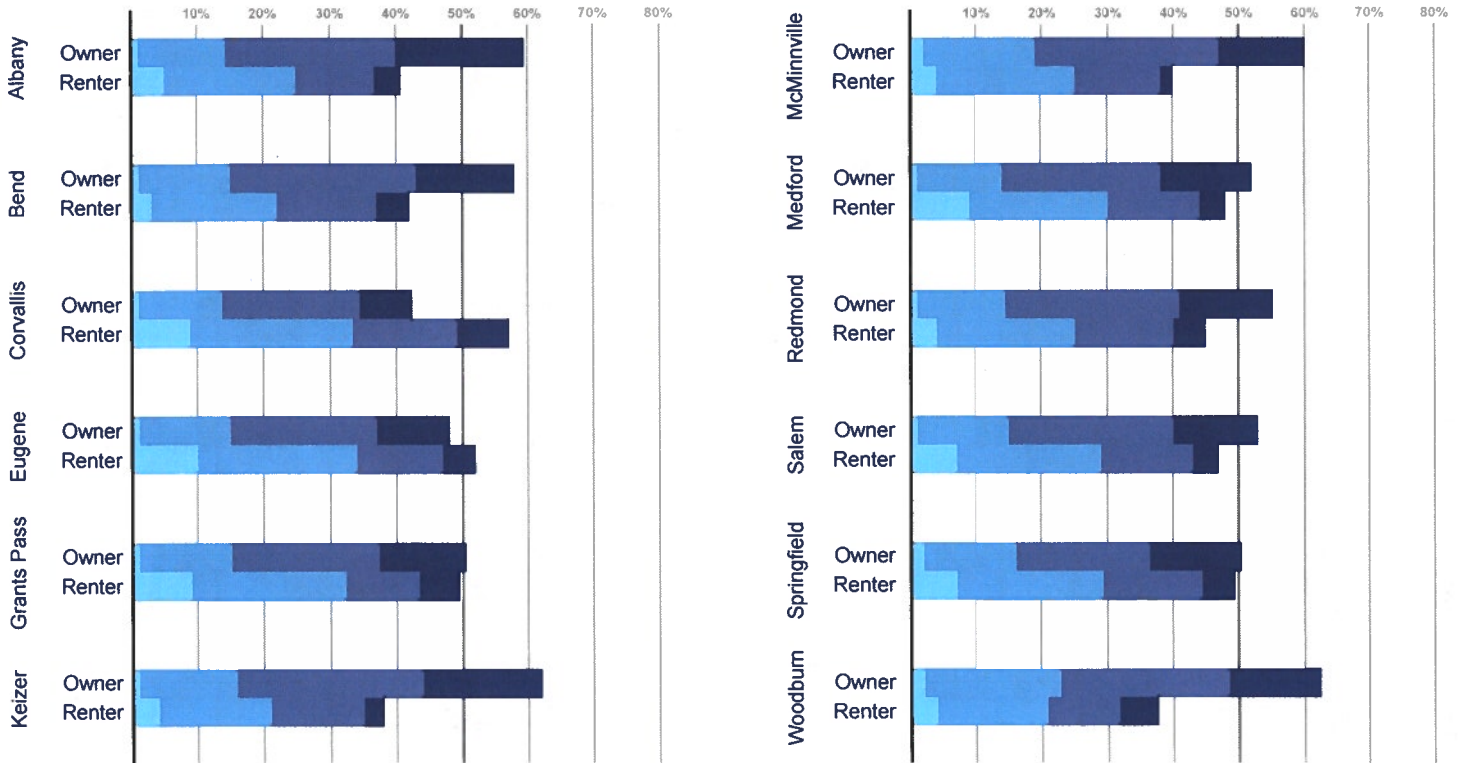 10% 20% 30% 40% 50% 60% 70% 80%
Albany
Owner
Renter
Bend
Owner
Renter
Corvallis
Owner
Renter
Eugene
Owner
Renter
Grants Pass
Owner
Renter
Keizer
Owner
Renter
10% 20% 30% 40% 50% 60% 70% 80%
McMinnville
Owner
Renter
Medford
Owner
Renter
Redmond
Owner
Renter
Salem
Owner
Renter
Springfield
Owner
Renter
Woodburn
Owner
Renter